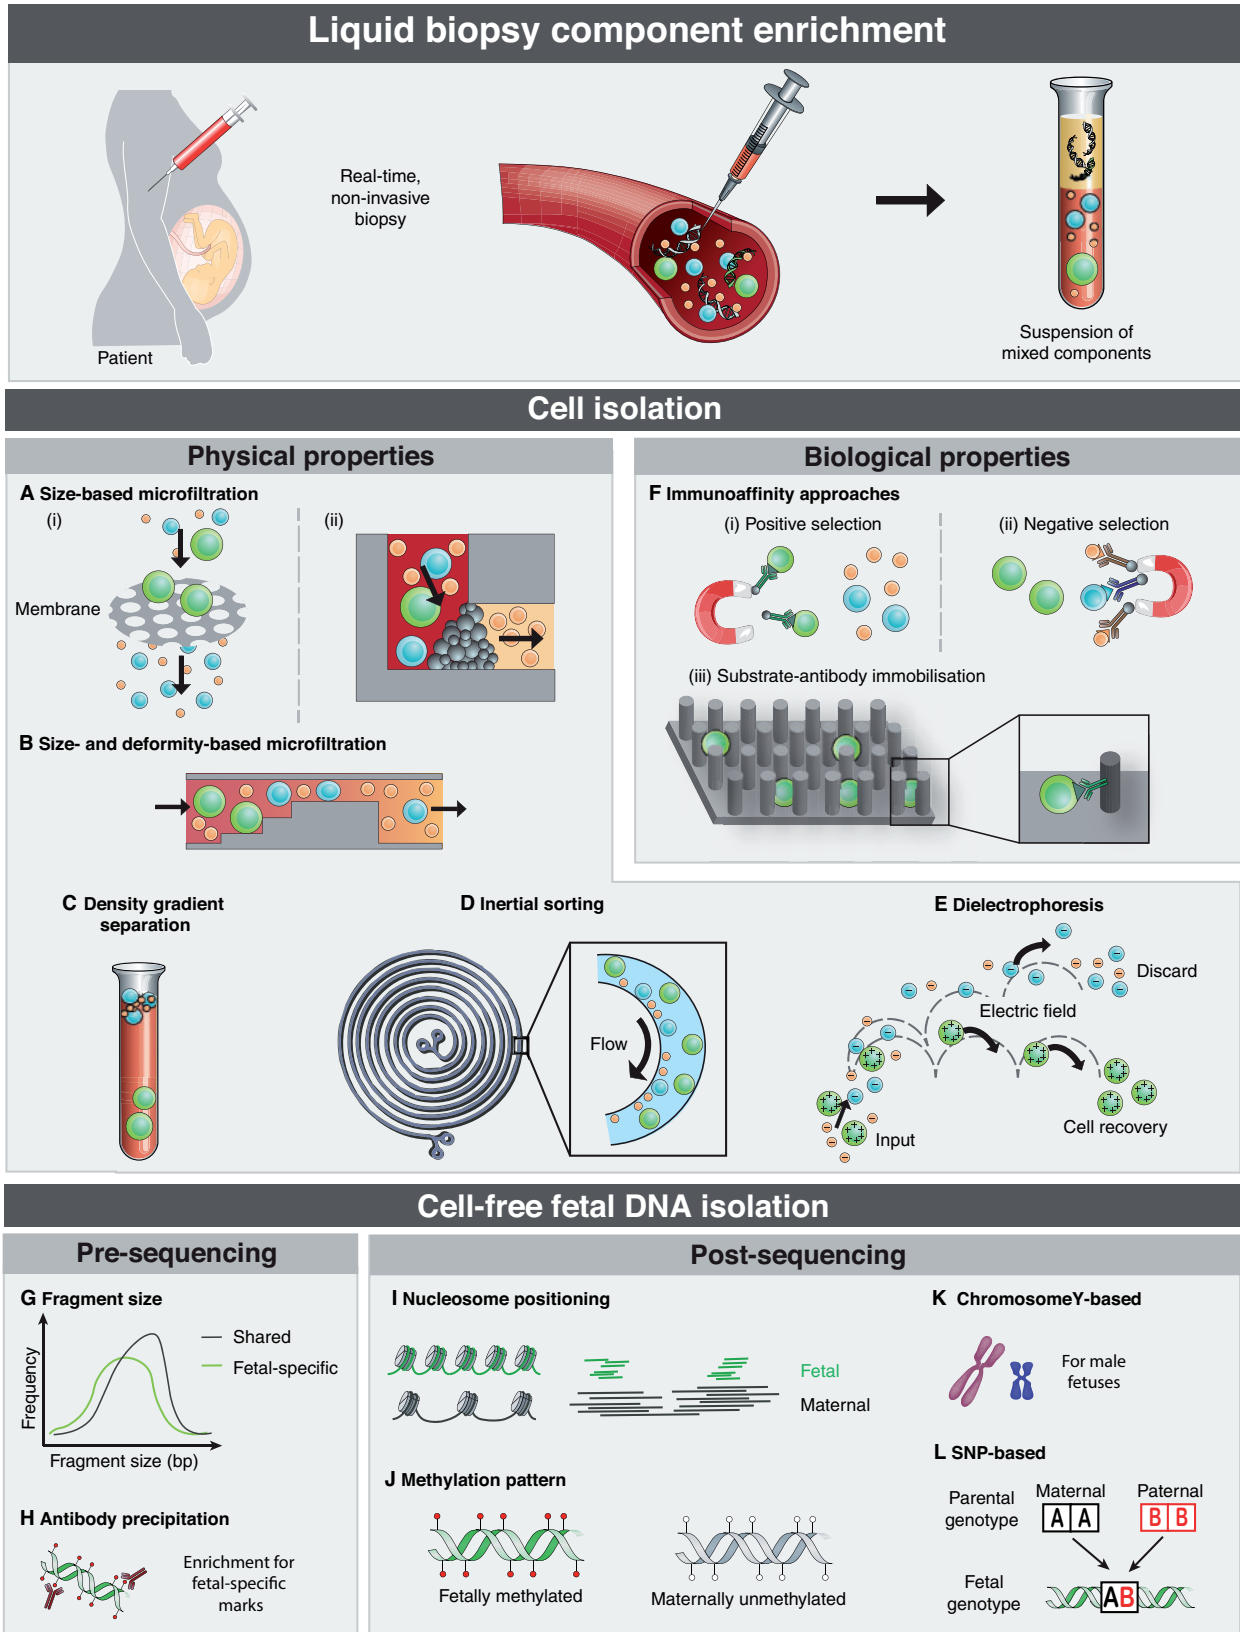 Liquid biopsy component enrichment
Real-time,
non-invasive
biopsy
Patient
Suspension of
mixed components
Cell isolation
Physical properties
A Size-based microfiltration
(i)
(ii)
Membrane
B Size- and deformity-based microfiltration
Biological properties
F Immunoaffinity approaches
(i) Positive selection
(ii) Negative selection
(iii) Substrate-antibody immobilisation
C Density gradient
separation
D Inertial sorting
Flow
E Dielectrophoresis
Discard
Electric field
Input
Cell recovery
Cell-free fetal DNA isolation
Pre-sequencing
G Fragment size
Frequency
Shared
Fetal-specific
Fragment size (bp)
H Antibody precipitation
Enrichment for
fetal-specific
marks
Post-sequencing
I Nucleosome positioning
Fetal
Maternal
J Methylation pattern
Fetally methylated
Maternally unmethylated
K ChromosomeY-based
For male
fetuses
L SNP-based
Parental
genotype
Maternal
A A
Paternal
B B
Fetal
genotype
AB